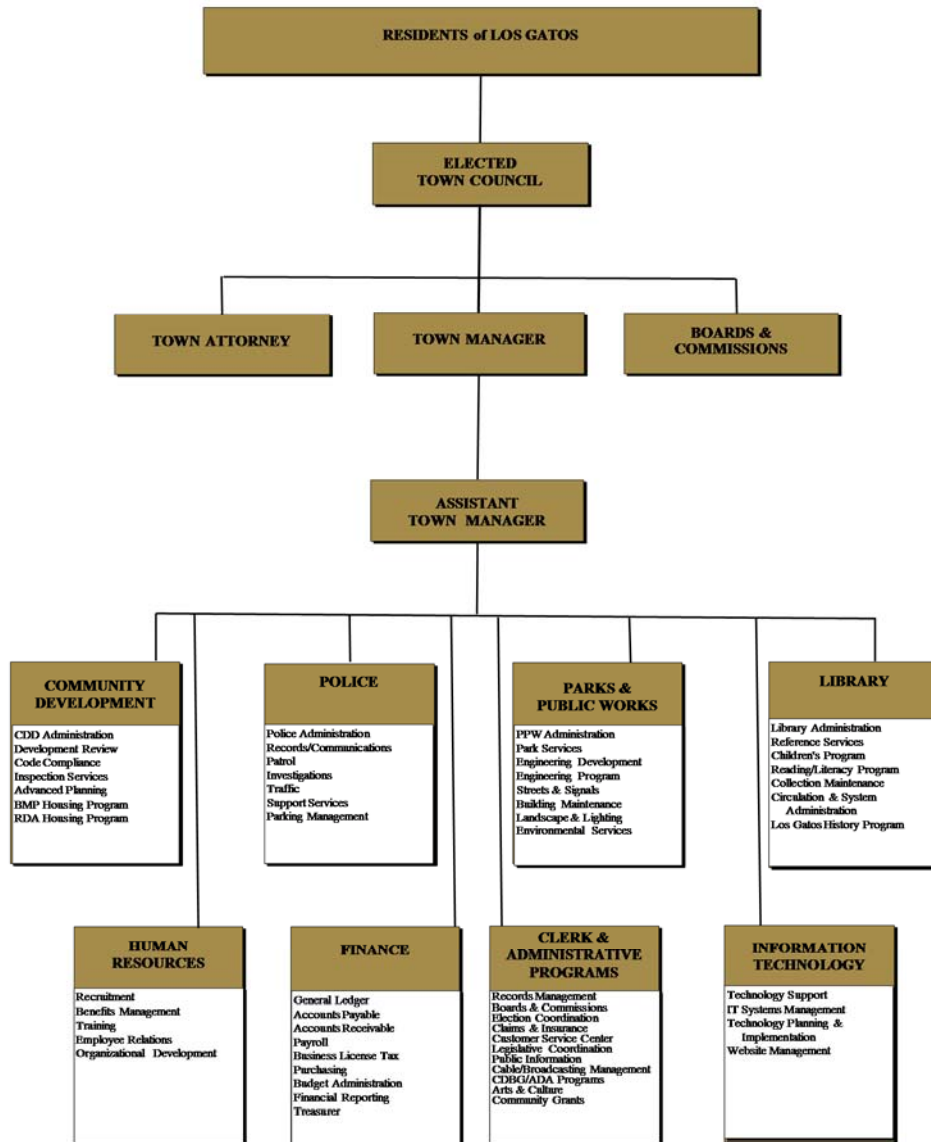 RESIDENTS of LOS GATOS
ELECTED
TOWN COUNCIL
TOWN ATTORNEY
TOWN MANAGER
BOARDS &
COMMISSIONS
ASSISTANT
TOWN MANAGER
COMMUNITY
DEVELOPMENT
CDD Administration
Development Review
Code Compliance
Inspection Services
Advanced Planning
BMP Housing Program
RDA Housing Program
POLICE
Police Administration
Records/Communications
Patrol
Investigations
Traffic
Support Services
Parking Management
PARKS &
PUBLIC WORKS
PPW Administration
Park Services
Engineering Development
Engineering Program
Streets & Signals
Building Maintenance
Landscape & Lighting
Environmental Services
LIBRARY
Library Administration
Reference Services
Children's Program
Reading/Literacy Program
Collection Maintenance
Circulation & System
Administration
Los Gatos History Program
HUMAN
RESOURCES
Recruitment
Benefits Management
Training
Employee Relations
Organizational Development
FINANCE
General Ledger
Accounts Payable
Accounts Receivable
Payroll
Business License Tax
Purchasing
Budget Administration
Financial Reporting
Treasurer
CLERK &
ADMINISTRATIVE
PROGRAMS
Records Management
Boards & Commissions
Election Coordination
Claims & Insurance
Customer Service Center
Legislative Coordination
Public Information
Cable/Broadcasting Management
CDBG/ADA Programs
Arts & Culture
Community Grants
INFORMATION
TECHNOLOGY
Technology Support
IT Systems Management
Technology Planning &
Implementation
Website Management